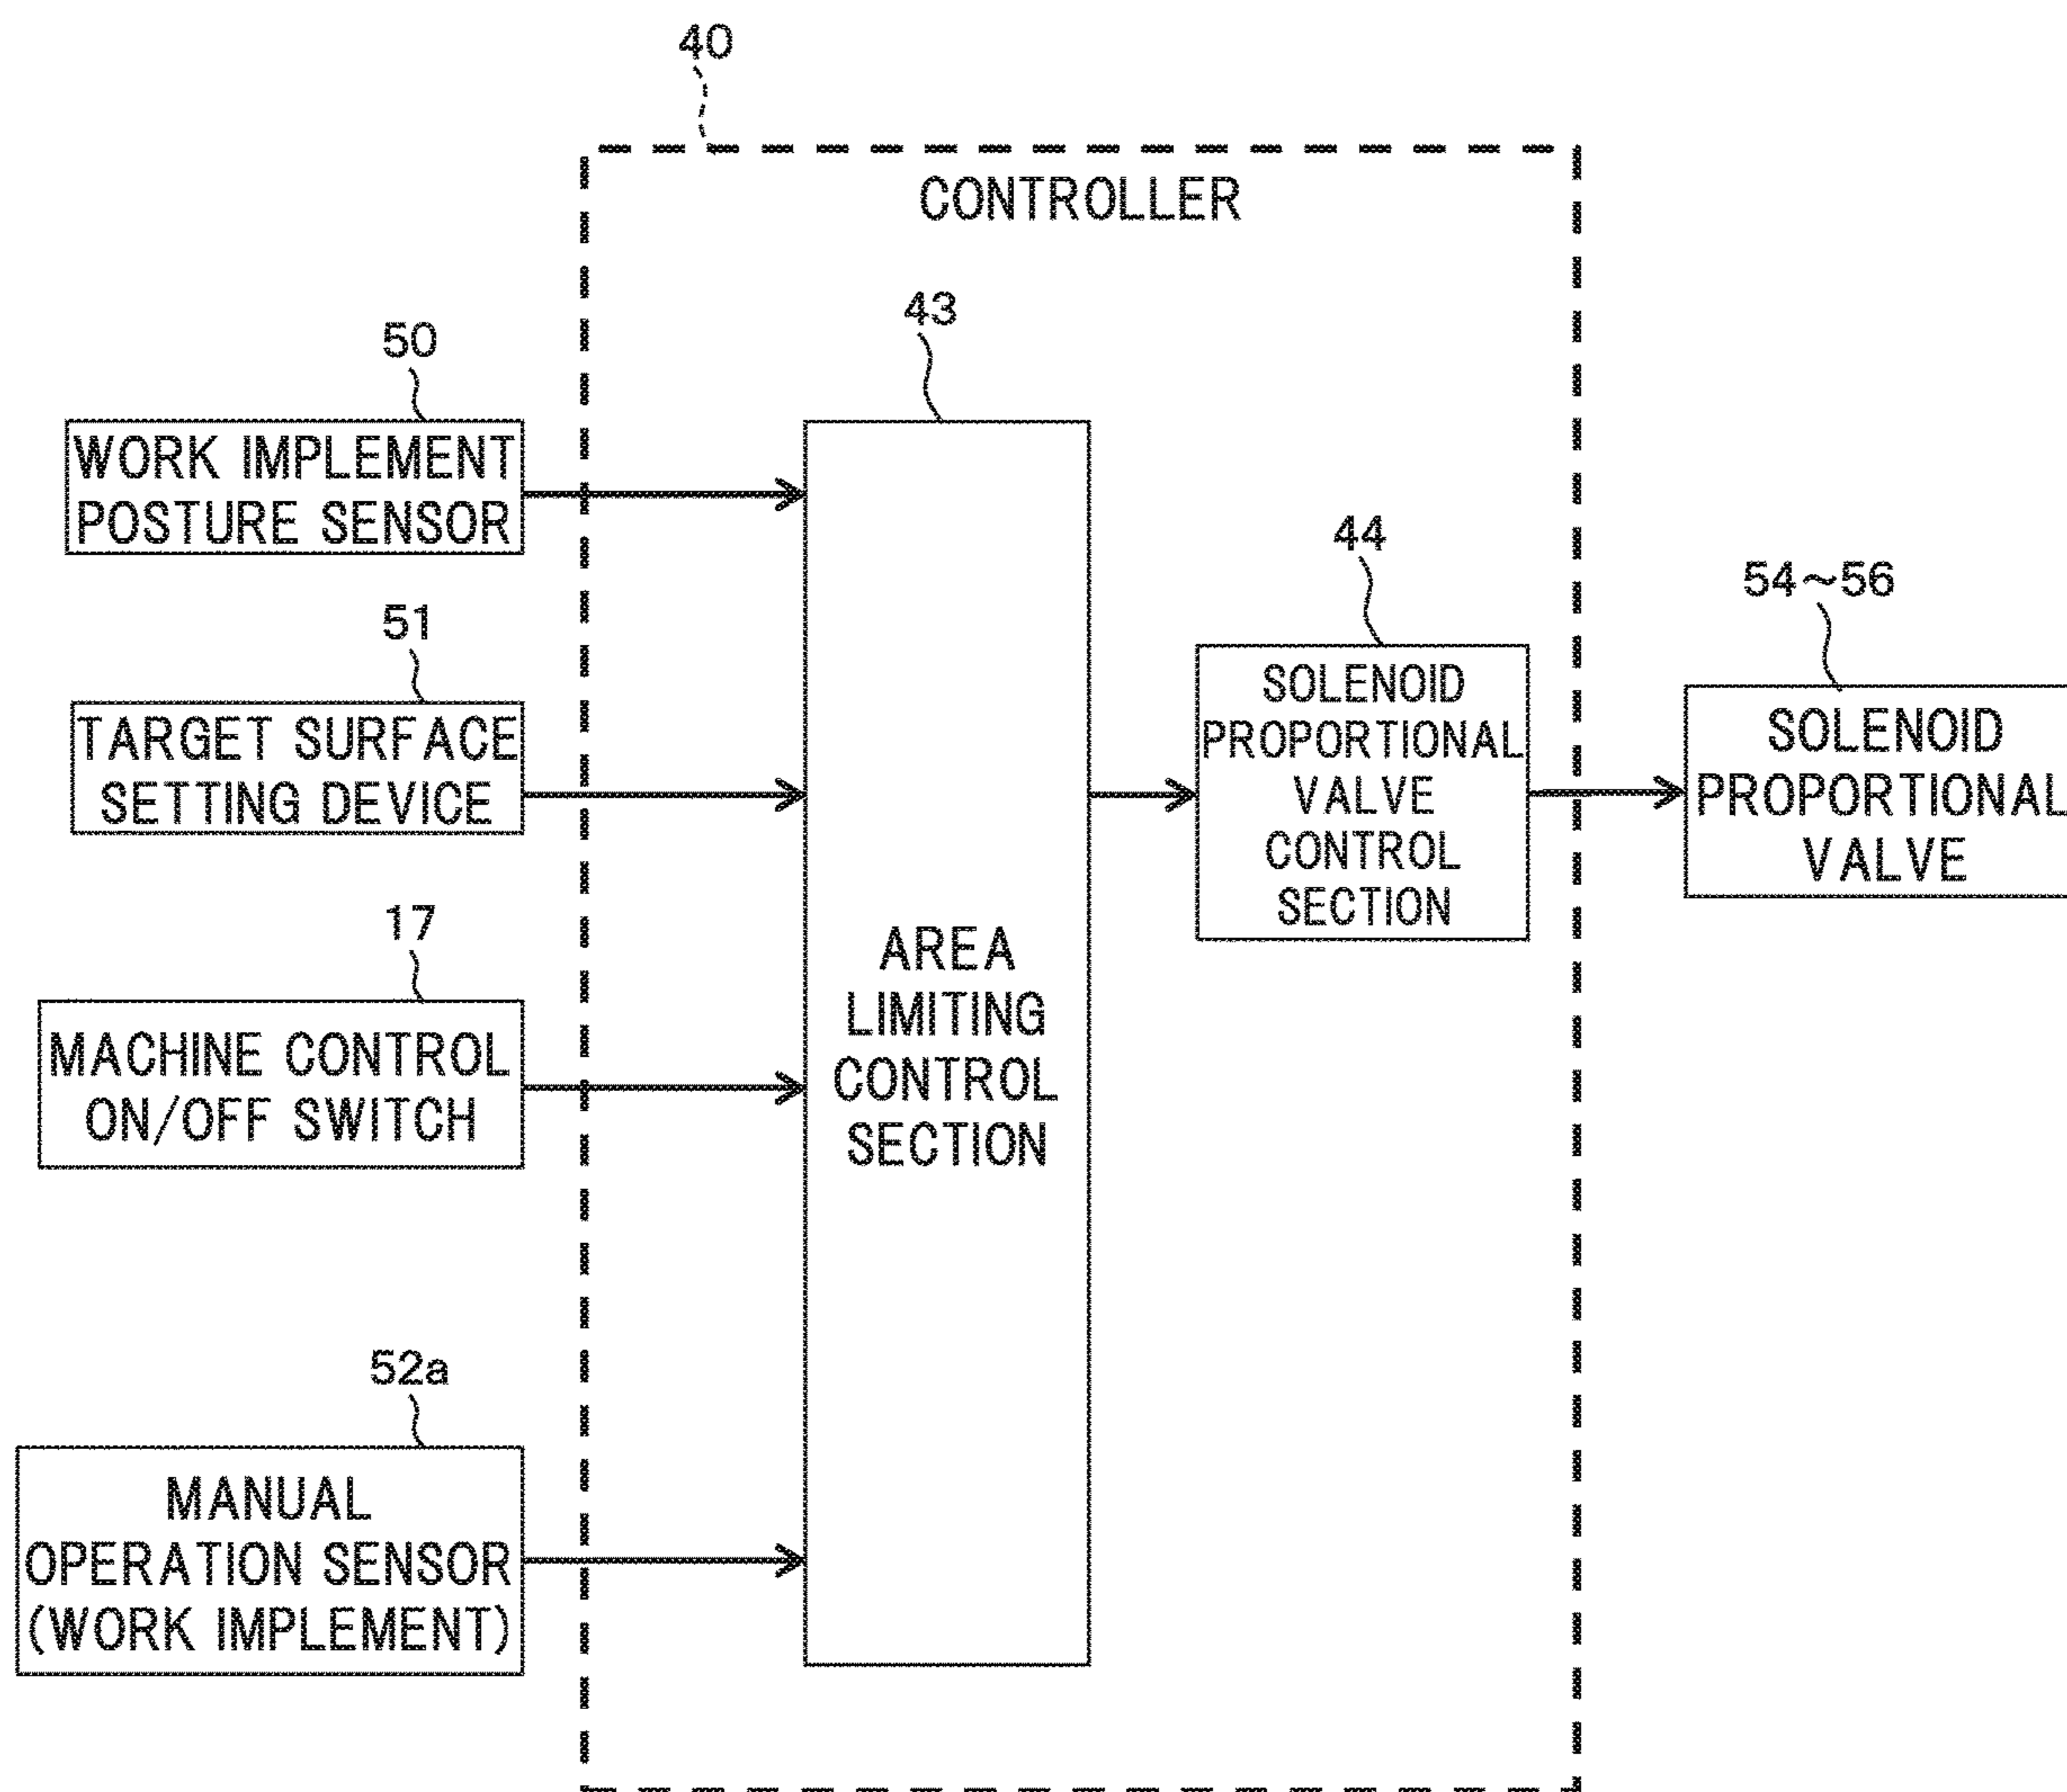 40
CONTROLLER
43
50
WORK IMPLEMENT
POSTURE SENSOR
44
54~56
51
SOLENOID
PROPORTIONAL
VALVE
CONTROL
SECTION
SOLENOID
PROPORTIONAL
VALVE
TARGET SURFACE
SETTING DEVICE
17
AREA
LIMITING
CONTROL
SECTION
MACHINE CONTROL
ON/OFF SWITCH
52a
MANUAL
OPERATION SENSOR
(WORK IMPLEMENT)